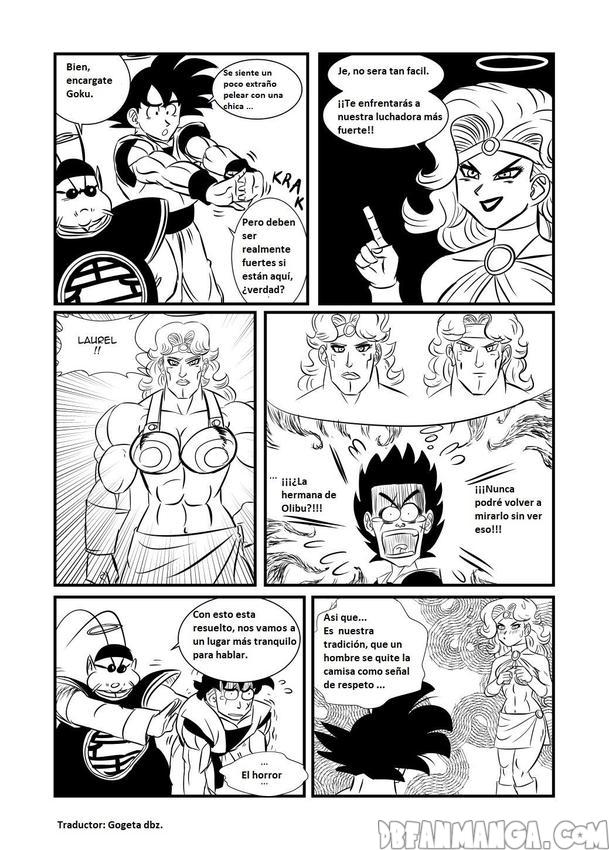 Bien,
encargate
Goku.
Se siente un
poco extraño
pelear con una
chica ...
KRAK
Pero deben
ser
realmente
fuertes si
están aquí,
¿verdad?
Je, no sera tan facil.
¡¡Te enfrentarás a
nuestra luchadora más
fuerte!!
LAUREL
!!
...
¡¡¡¿La
hermana de
Olibu?!!!
¡¡¡Nunca
podré volver a
mirarlo sin ver
eso!!!
...
Con esto esta
resuelto, nos vamos a
un lugar más tranquilo
para hablar.
...
El horror
Asi que...
Es nuestra
tradición, que un
hombre se quite la
camisa como señal
de respeto ...
Traductor: Gogeta dbz.
DBFANMANGA.COM